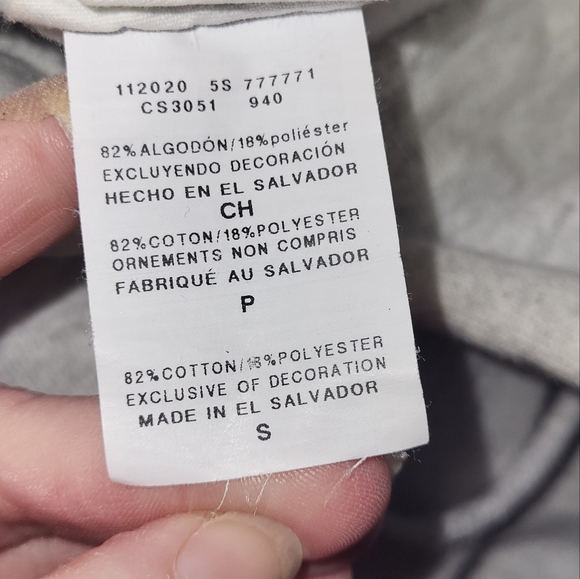 112020 5S 777771
CS3051 940
82%ALGODÓN/18%poliéster
EXCLUYENDO DECORACIÓN
HECHO EN EL SALVADOR
CH
82%COTON/18%POLYESTER
ORNEMENTS NON COMPRIS
FABRIQUÉ AU SALVADOR
P
82%COTTON/18%POLYESTER
EXCLUSIVE OF DECORATION
MADE IN EL SALVADOR
S